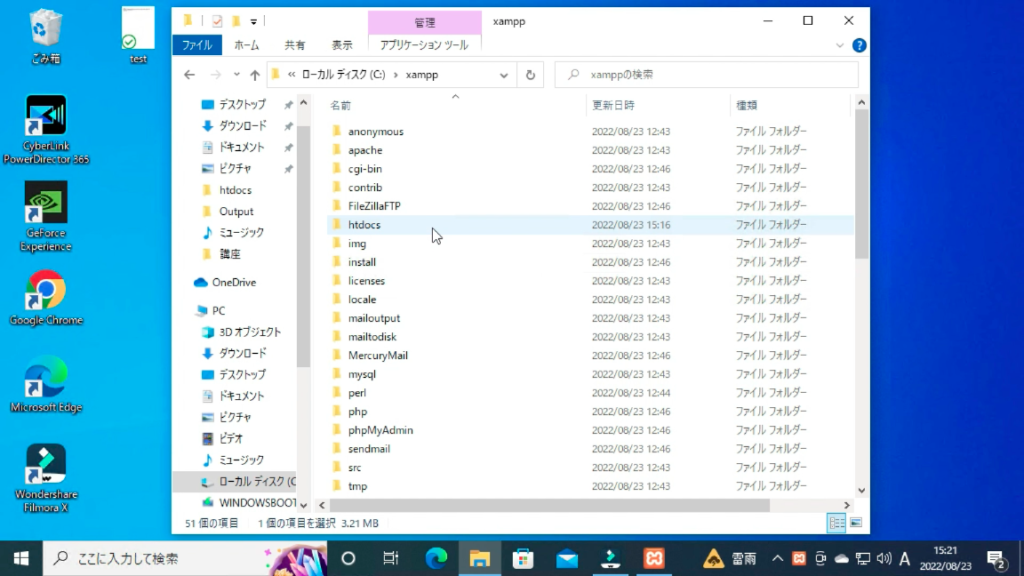 ごみ箱
test
CyberLink
PowerDirector 365
GeForce
Experience
Google Chrome
Microsoft Edge
Wondershare
Filmora X
管理
xampp
ファイル
ホーム
共有
表示
アプリケーション ツール
« ローカル ディスク (C:) › xampp
xamppの検索
デスクトップ
ダウンロード
ドキュメント
ピクチャ
htdocs
Output
ミュージック
講座
OneDrive
PC
3D オブジェクト
ダウンロード
デスクトップ
ドキュメント
ピクチャ
ビデオ
ミュージック
ローカル ディスク (C
WINDOWSBOOT
名前 更新日時 種類
anonymous 2022/08/23 12:43 ファイル フォルダー
apache 2022/08/23 12:43 ファイル フォルダー
cgi-bin 2022/08/23 12:46 ファイル フォルダー
contrib 2022/08/23 12:43 ファイル フォルダー
FileZillaFTP 2022/08/23 12:46 ファイル フォルダー
htdocs 2022/08/23 15:16 ファイル フォルダー
img 2022/08/23 12:43 ファイル フォルダー
install 2022/08/23 12:46 ファイル フォルダー
licenses 2022/08/23 12:43 ファイル フォルダー
locale 2022/08/23 12:43 ファイル フォルダー
mailoutput 2022/08/23 12:43 ファイル フォルダー
mailtodisk 2022/08/23 12:43 ファイル フォルダー
MercuryMail 2022/08/23 12:46 ファイル フォルダー
mysql 2022/08/23 12:43 ファイル フォルダー
perl 2022/08/23 12:44 ファイル フォルダー
php 2022/08/23 12:46 ファイル フォルダー
phpMyAdmin 2022/08/23 12:46 ファイル フォルダー
sendmail 2022/08/23 12:46 ファイル フォルダー
src 2022/08/23 12:43 ファイル フォルダー
tmp 2022/08/23 12:46 ファイル フォルダー
51 個の項目 1 個の項目を選択 3.21 MB
ここに入力して検索
雷雨
A
15:21
2022/08/23
2